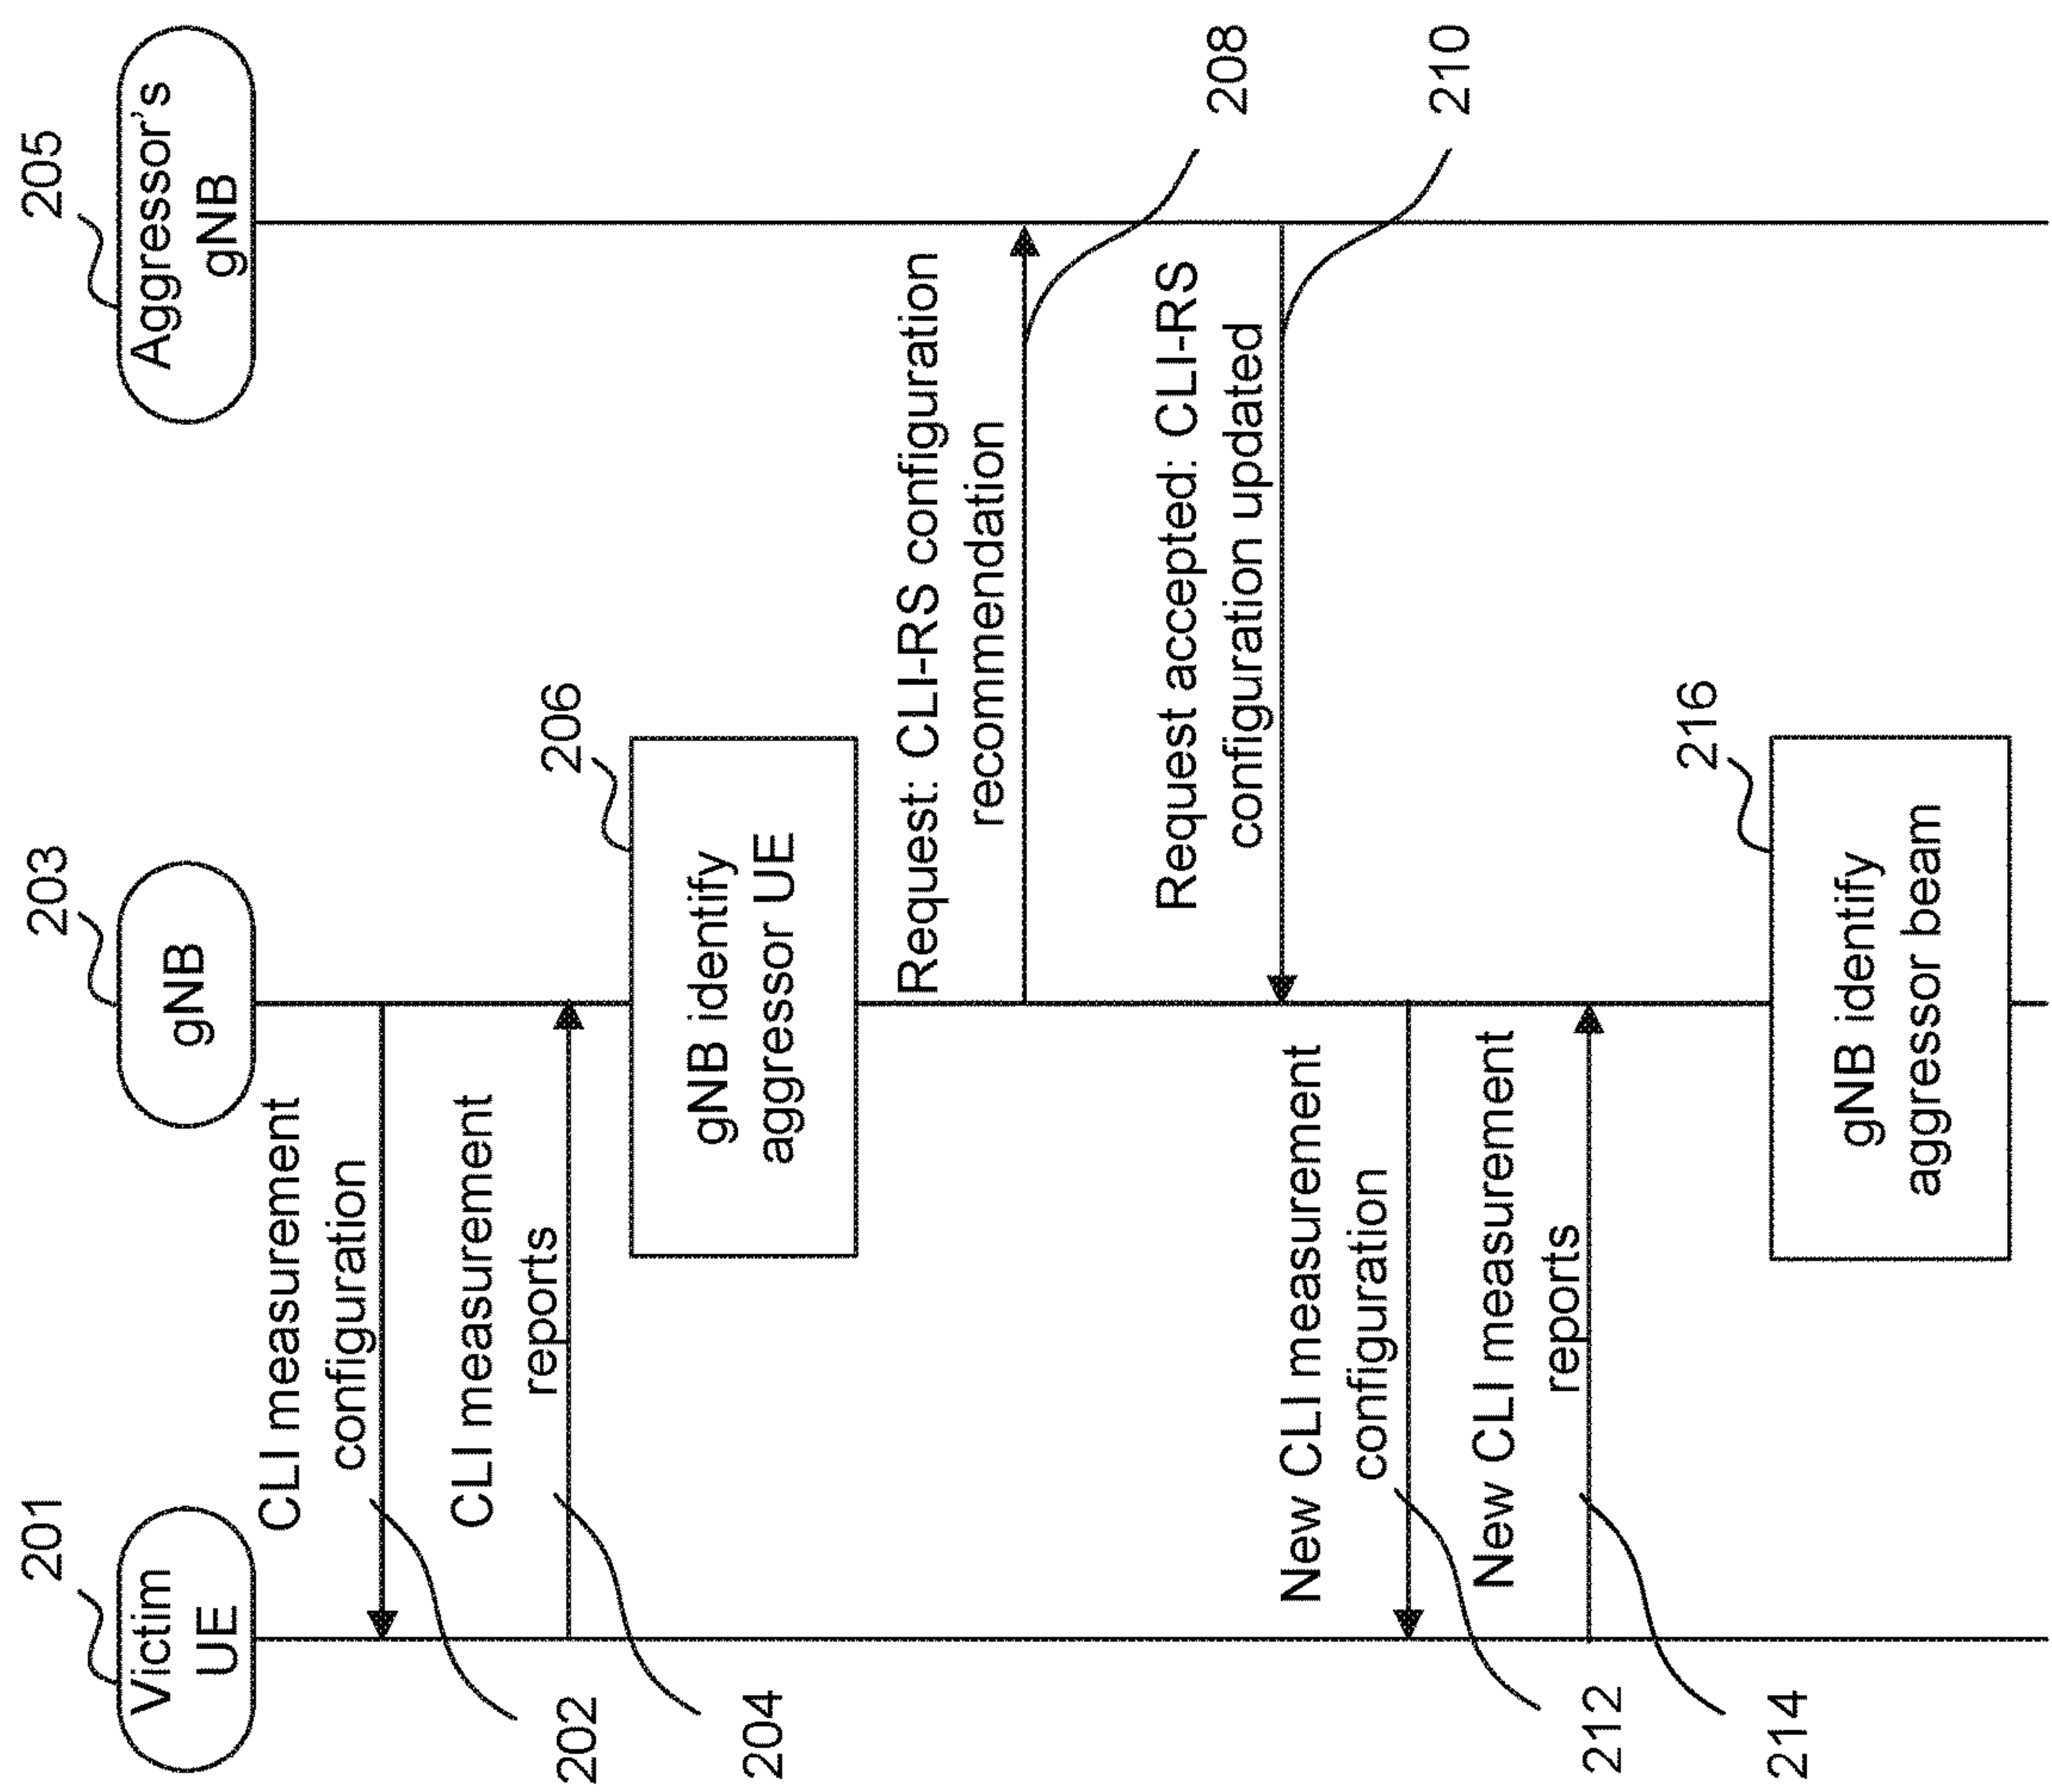 201
Victim
UE
203
gNB
205
Aggressor's
gNB
CLI measurement
configuration
202
CLI measurement
reports
204
206
gNB identify
aggressor UE
Request: CLI-RS configuration
recommendation
208
Request accepted: CLI-RS
configuration updated
210
New CLI measurement
configuration
212
New CLI measurement
reports
214
216
gNB identify
aggressor beam